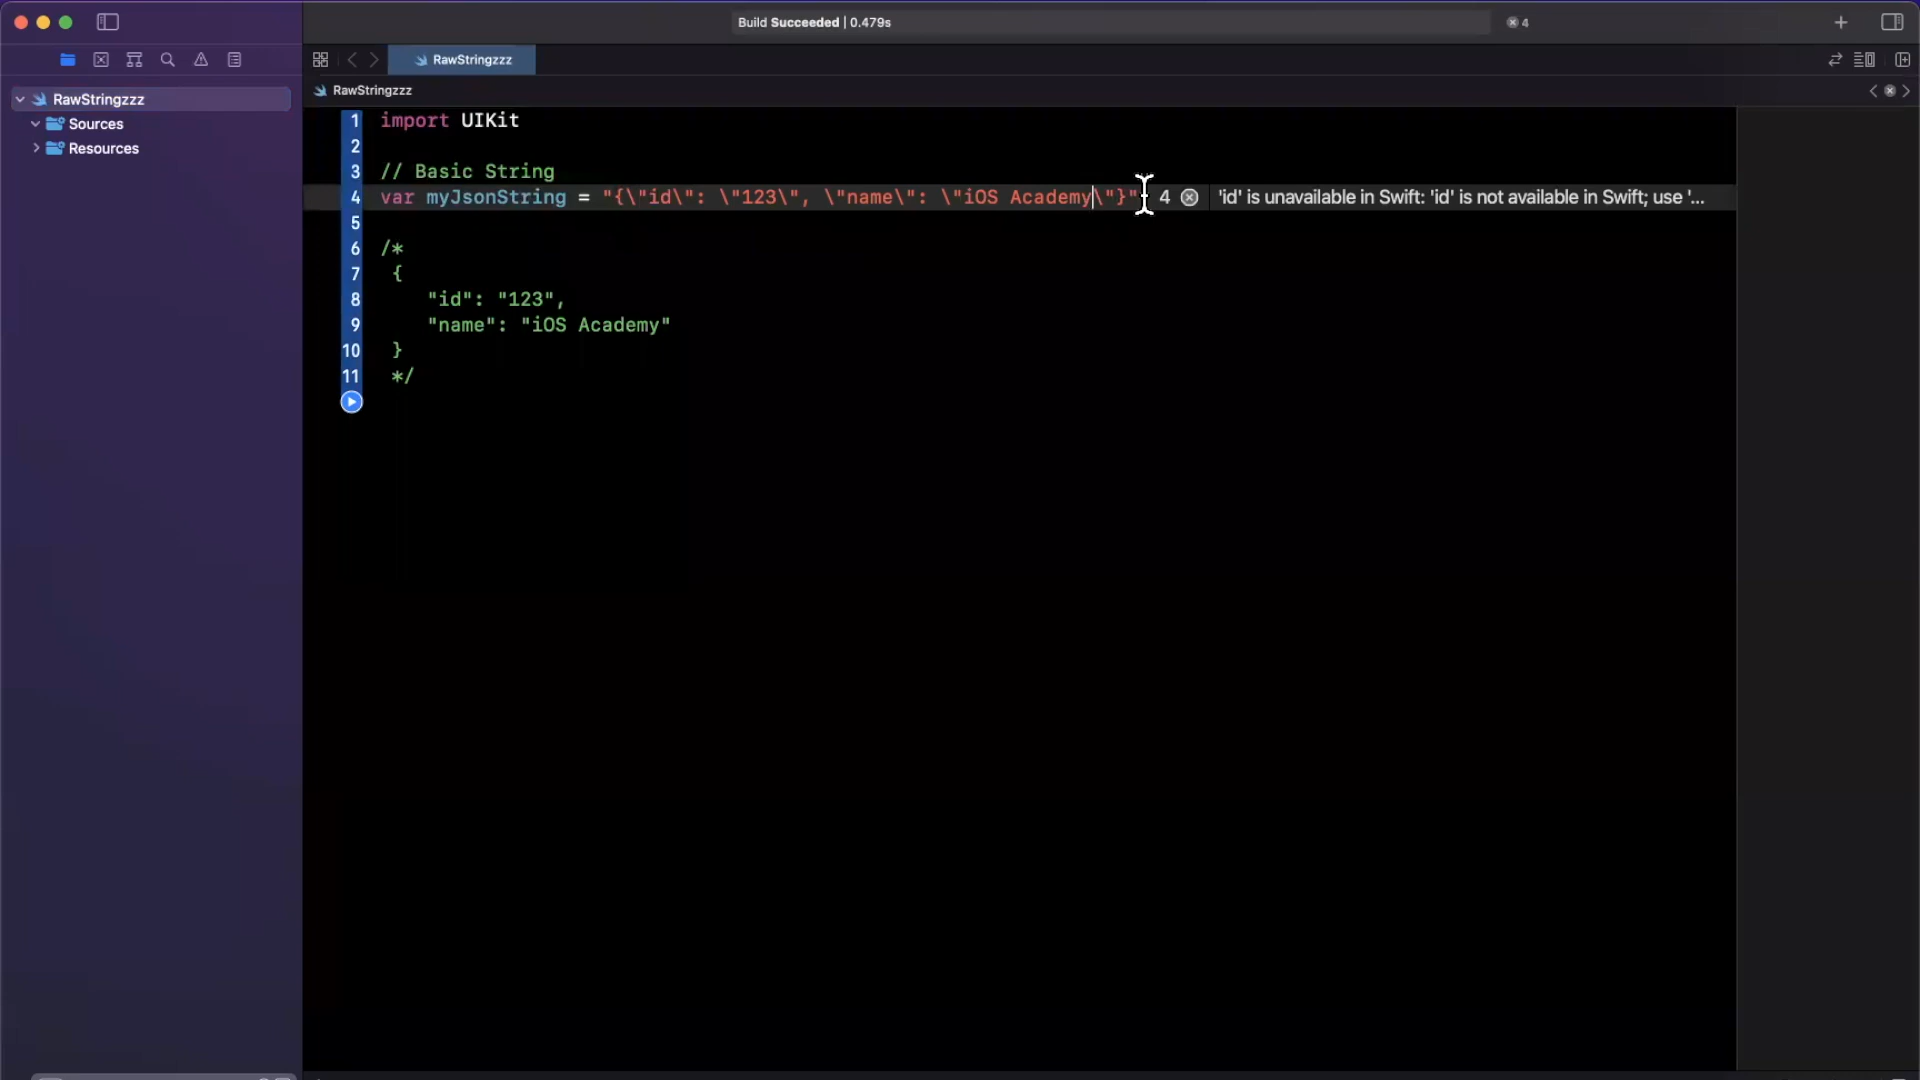 Build Succeeded | 0.479s
4
RawStringzzz
RawStringzzz
RawStringzzz
Sources
Resources
1 import UIKit
2
3 // Basic String
4 var myJsonString = "{\"id\": \"123\", \"name\": \"iOS Academy\"}" 4 'id' is unavailable in Swift: 'id' is not available in Swift; use '...
5
6 /*
7 {
8 "id": "123",
9 "name": "iOS Academy"
10 }
11 */